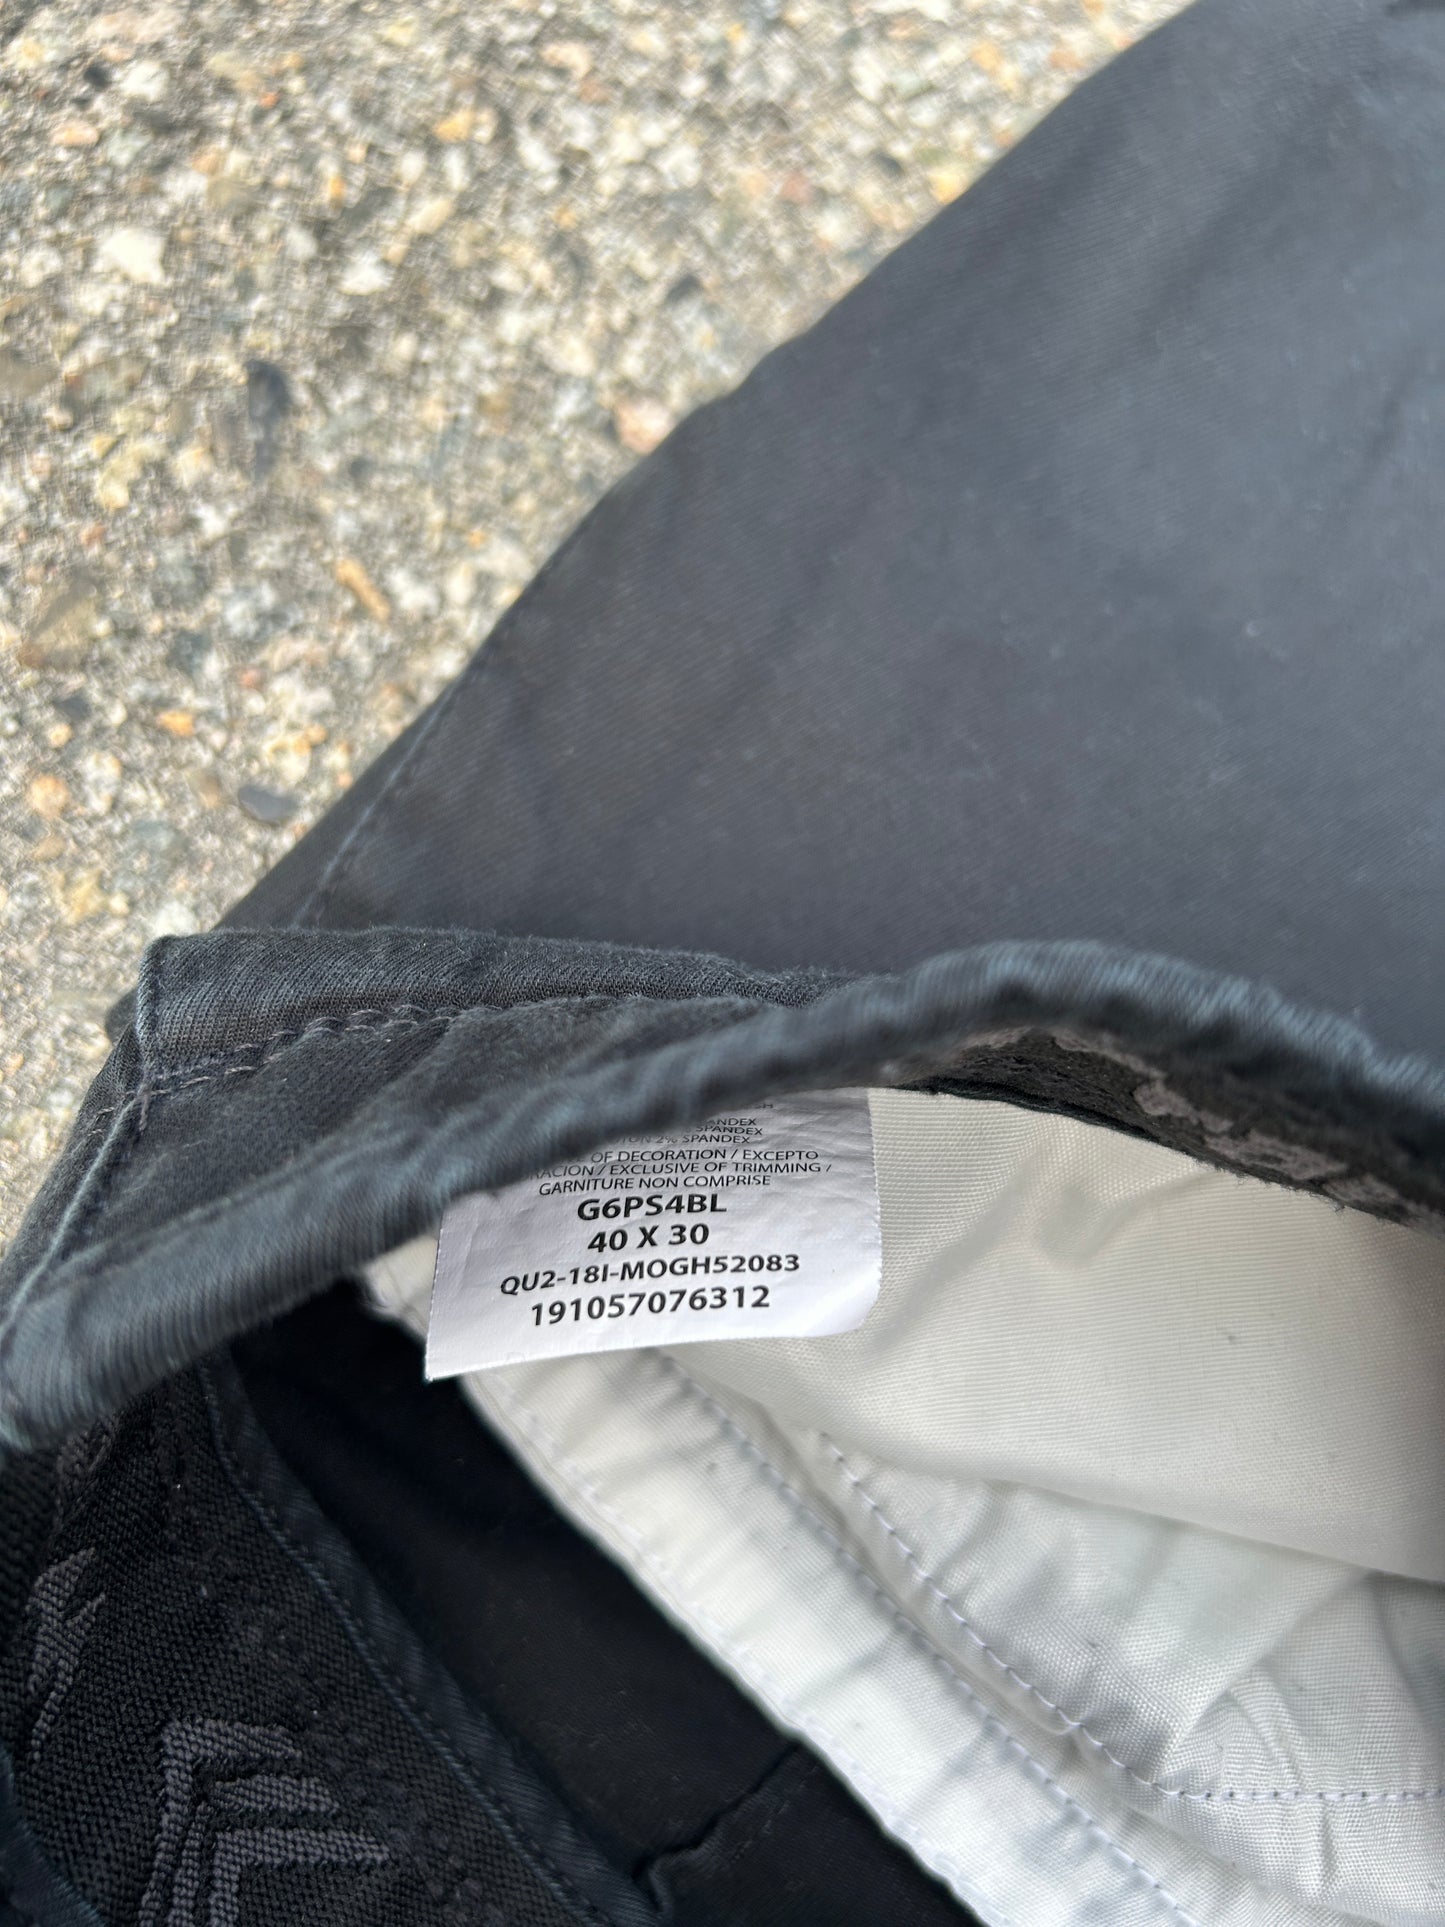 ANDEX
SPANDEX
2% SPANDEX
OF DECORATION / EXCEPTO
RACION / EXCLUSIVE OF TRIMMING /
GARNITURE NON COMPRISE
G6PS4BL
40 X 30
QU2-18I-MOGH52083
191057076312